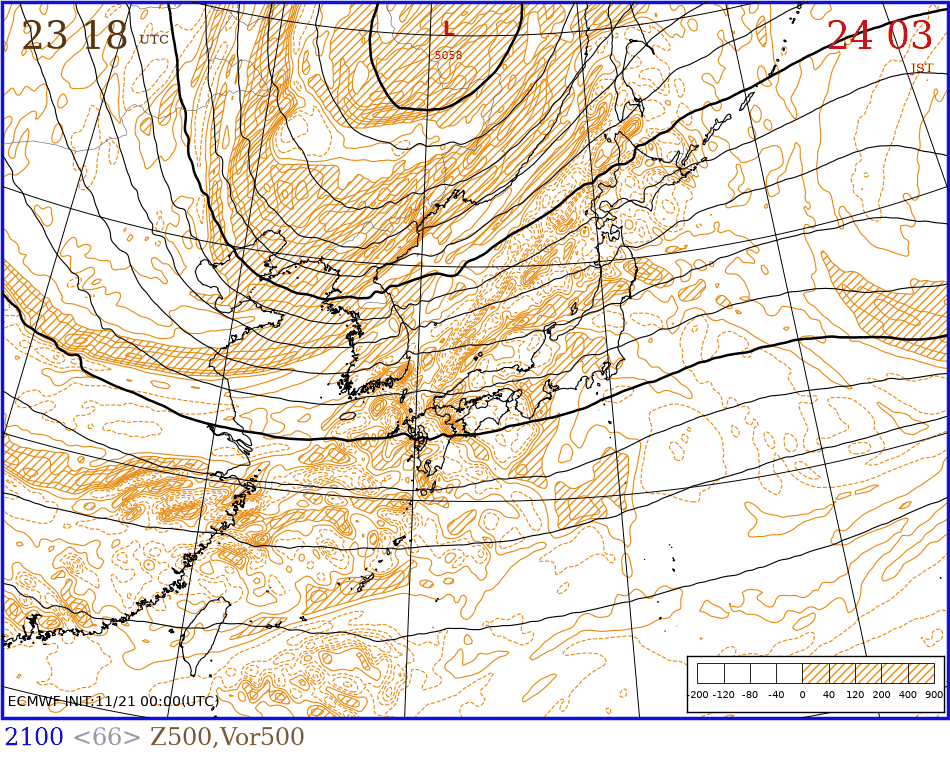 23 18 UTC
24 03 JST
L
5058
-200 -120 -80 -40 0 40 120 200 400 900
ECMWF INIT:11/21 00:00(UTC)
2100 <66> Z500,Vor500